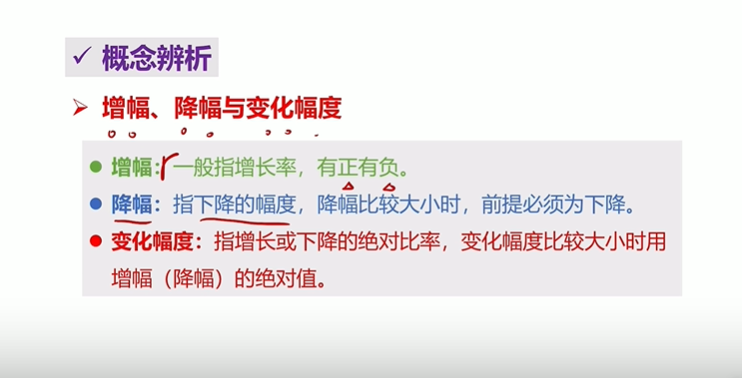 ✓ 概念辨析
➢ 增幅、降幅与变化幅度
● 增幅：r一般指增长率，有正有负。
● 降幅：指下降的幅度，降幅比较大小时，前提必须为下降。
● 变化幅度：指增长或下降的绝对比率，变化幅度比较大小时用
增幅（降幅）的绝对值。